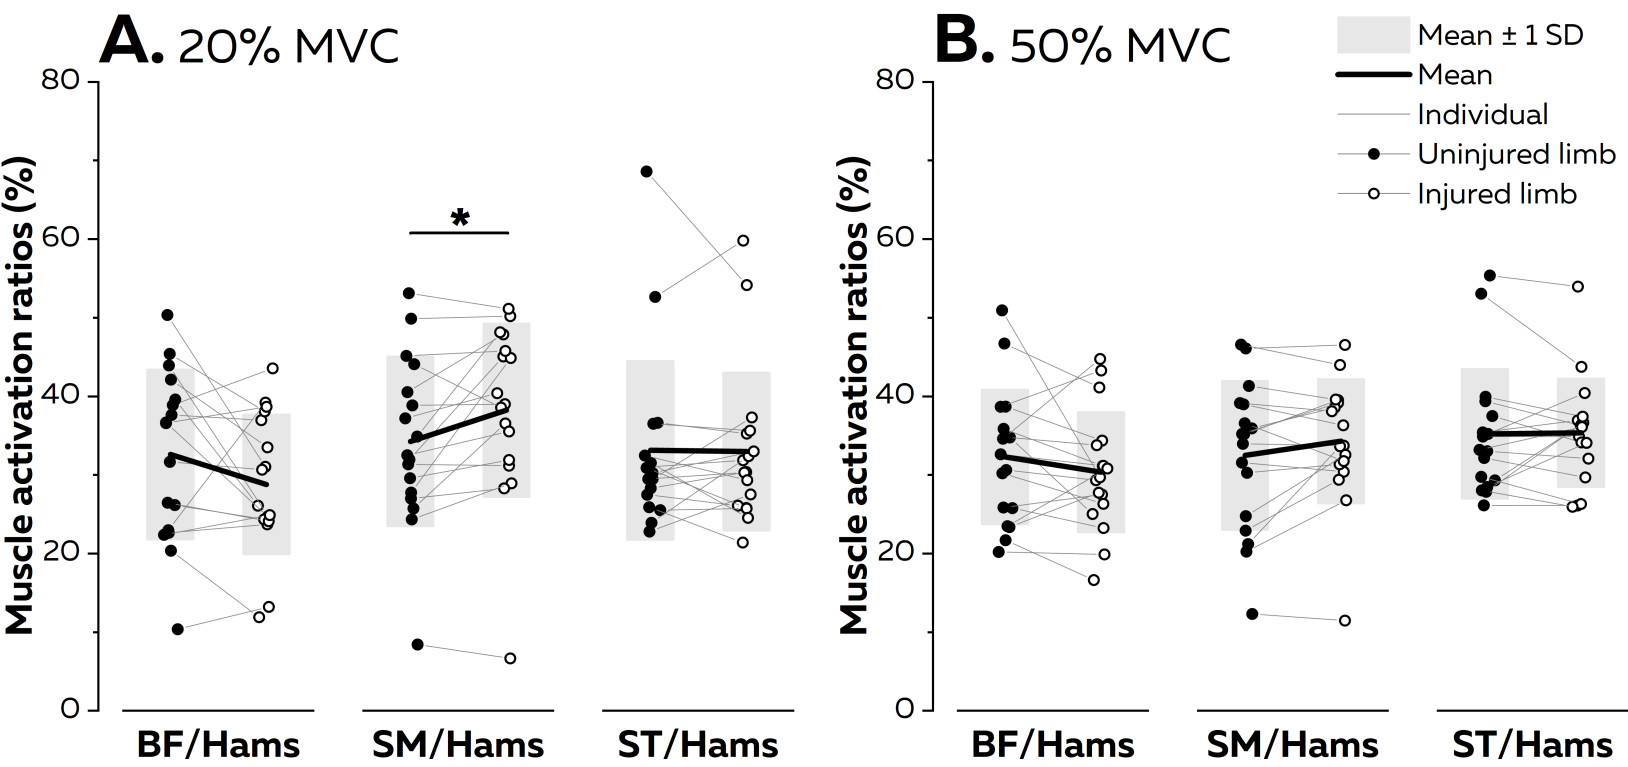 A. 20% MVC
Muscle activation ratios (%)
80
60
40
20
0
*
BF/Hams
SM/Hams
ST/Hams
B. 50% MVC
Muscle activation ratios (%)
80
60
40
20
0
Mean ± 1 SD
Mean
Individual
Uninjured limb
Injured limb
BF/Hams
SM/Hams
ST/Hams